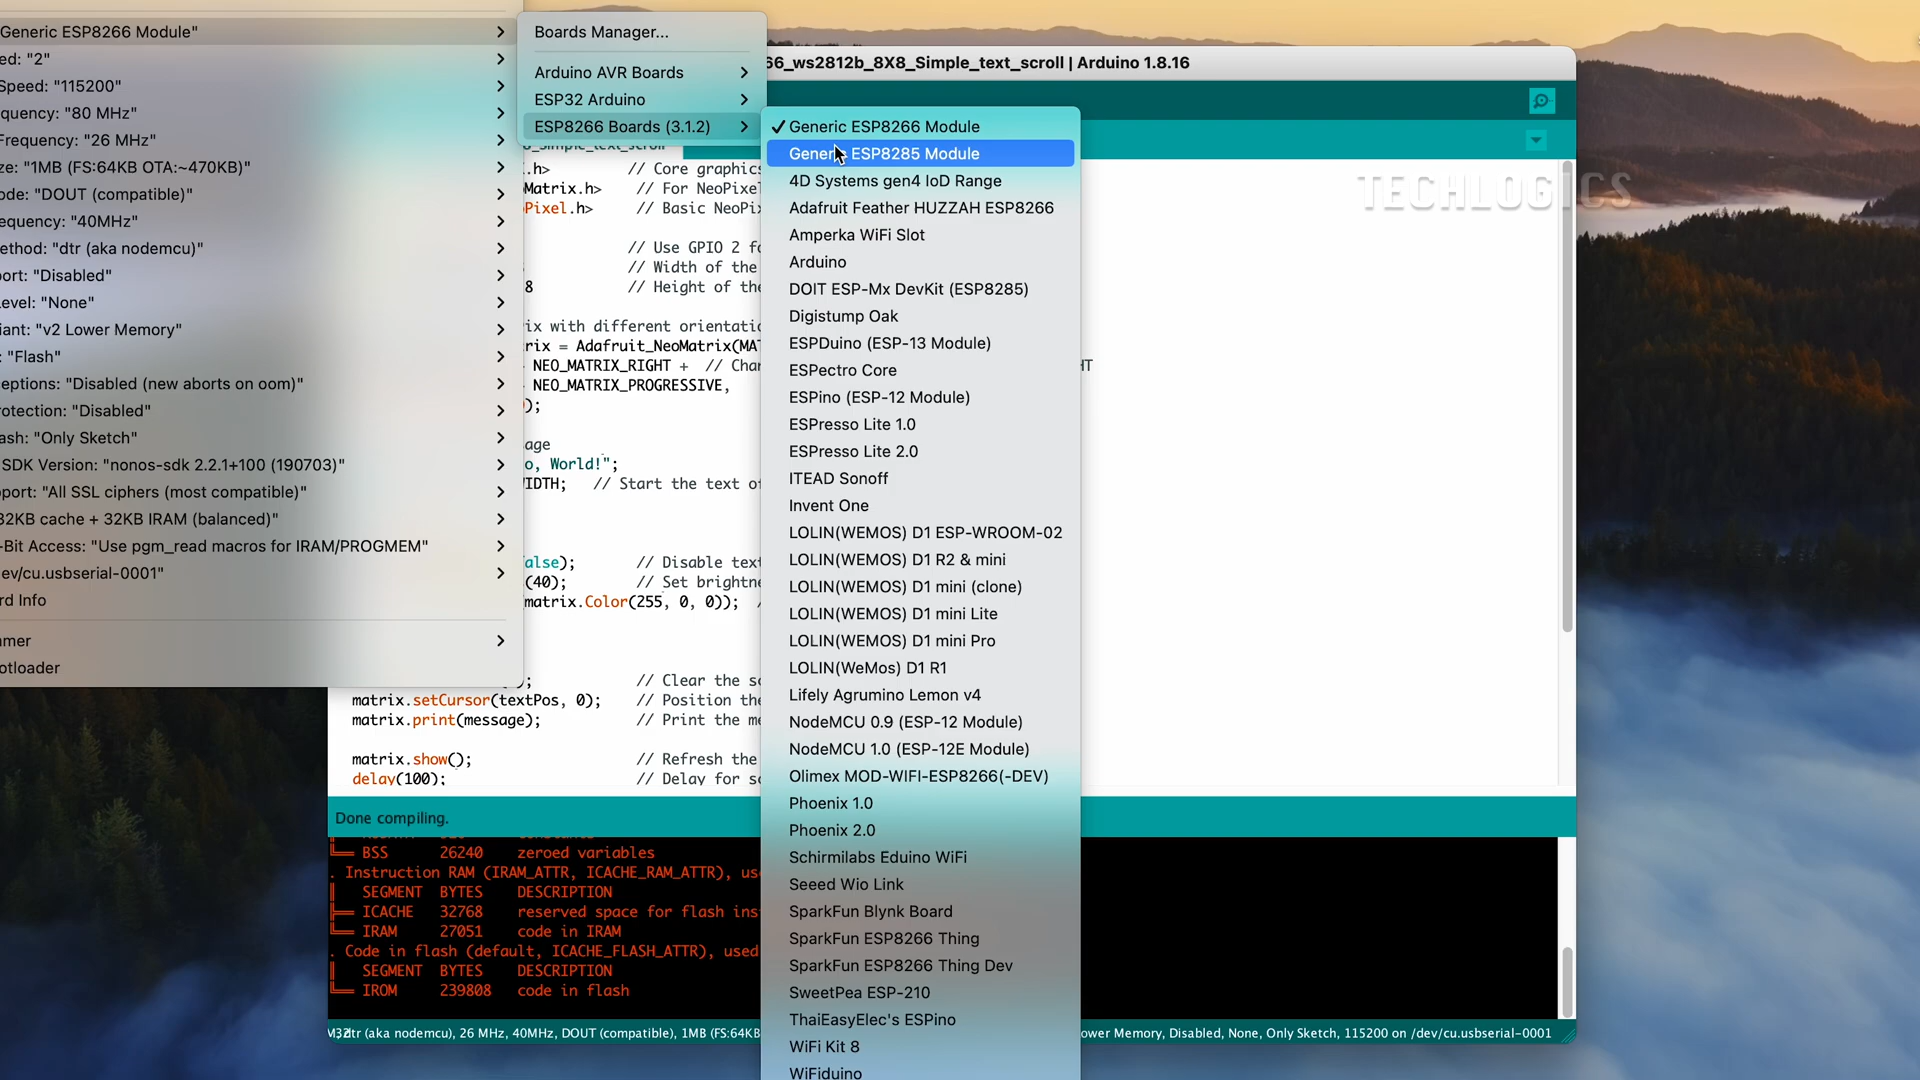 Generic ESP8266 Module"
ed: "2"
Speed: "115200"
quency: "80 MHz"
Frequency: "26 MHz"
ze: "1MB (FS:64KB OTA:~470KB)"
ode: "DOUT (compatible)"
equency: "40MHz"
ethod: "dtr (aka nodemcu)"
ort: "Disabled"
evel: "None"
iant: "v2 Lower Memory"
: "Flash"
eptions: "Disabled (new aborts on oom)"
otection: "Disabled"
ash: "Only Sketch"
SDK Version: "nonos-sdk 2.2.1+100 (190703)"
pport: "All SSL ciphers (most compatible)"
32KB cache + 32KB IRAM (balanced)"
-Bit Access: "Use pgm_read macros for IRAM/PROGMEM"
ev/cu.usbserial-0001"
rd Info
mer
otloader
Boards Manager...
Arduino AVR Boards
ESP32 Arduino
ESP8266 Boards (3.1.2)
✓ Generic ESP8266 Module
Generic ESP8285 Module
4D Systems gen4 IoD Range
Adafruit Feather HUZZAH ESP8266
Amperka WiFi Slot
Arduino
DOIT ESP-Mx DevKit (ESP8285)
Digistump Oak
ESPDuino (ESP-13 Module)
ESPectro Core
ESPino (ESP-12 Module)
ESPresso Lite 1.0
ESPresso Lite 2.0
ITEAD Sonoff
Invent One
LOLIN(WEMOS) D1 ESP-WROOM-02
LOLIN(WEMOS) D1 R2 & mini
LOLIN(WEMOS) D1 mini (clone)
LOLIN(WEMOS) D1 mini Lite
LOLIN(WEMOS) D1 mini Pro
LOLIN(WeMos) D1 R1
Lifely Agrumino Lemon v4
NodeMCU 0.9 (ESP-12 Module)
NodeMCU 1.0 (ESP-12E Module)
Olimex MOD-WIFI-ESP8266(-DEV)
Phoenix 1.0
Phoenix 2.0
Schirmilabs Eduino WiFi
Seeed Wio Link
SparkFun Blynk Board
SparkFun ESP8266 Thing
SparkFun ESP8266 Thing Dev
SweetPea ESP-210
ThaiEasyElec's ESPino
WiFi Kit 8
WiFiduino
66_ws2812b_8X8_Simple_text_scroll | Arduino 1.8.16
TECHLOGICS
.h> // Core graphics
Matrix.h> // For NeoPixel
Pixel.h> // Basic NeoPi
// Use GPIO 2 fo
// Width of the
8 // Height of the
ix with different orientati
rix = Adafruit_NeoMatrix(MA
NEO_MATRIX_RIGHT + // Cha HT
NEO_MATRIX_PROGRESSIVE,
);
age
o, World!";
IDTH; // Start the text of
alse); // Disable tex
(40); // Set brightne
matrix.Color(255, 0, 0)); /
); // Clear the sc
matrix.setCursor(textPos, 0); // Position the
matrix.print(message); // Print the me
matrix.show(); // Refresh the
delay(100); // Delay for sc
Done compiling.
BSS 26240 zeroed variables
. Instruction RAM (IRAM_ATTR, ICACHE_RAM_ATTR), use
SEGMENT BYTES DESCRIPTION
ICACHE 32768 reserved space for flash ins
IRAM 27051 code in IRAM
. Code in flash (default, ICACHE_FLASH_ATTR), used
SEGMENT BYTES DESCRIPTION
IROM 239808 code in flash
dtr (aka nodemcu), 26 MHz, 40MHz, DOUT (compatible), 1MB (FS:64KB ower Memory, Disabled, None, Only Sketch, 115200 on /dev/cu.usbserial-0001